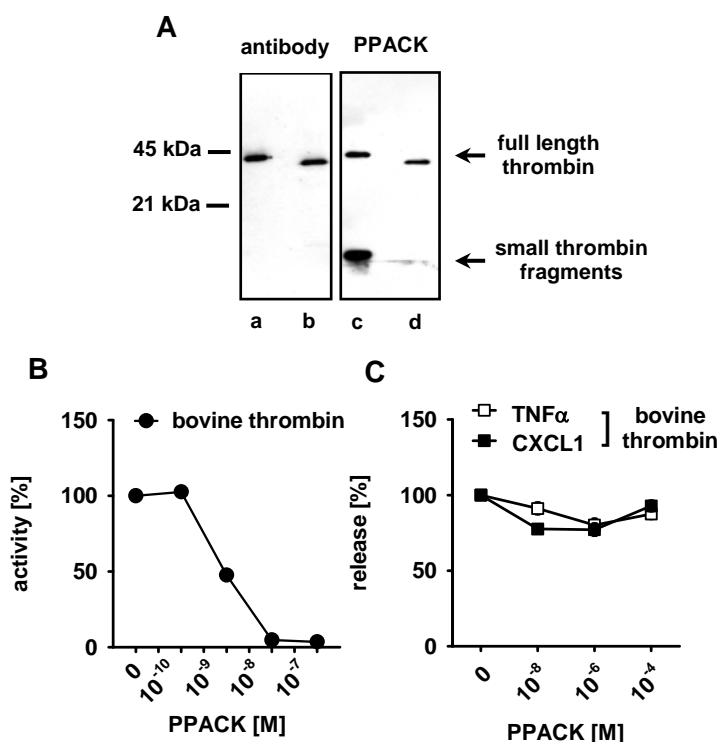 A
antibody PPACK
45 kDa
full length
thrombin
21 kDa
small thrombin
fragments
a b c d
B
150
bovine thrombin
100
50
0
activity [%]
0 10⁻¹⁰ 10⁻⁹ 10⁻⁸ 10⁻⁷
PPACK [M]
C
TNFα
CXCL1
] bovine
thrombin
150
100
50
0
release [%]
0 10⁻⁸ 10⁻⁶ 10⁻⁴
PPACK [M]